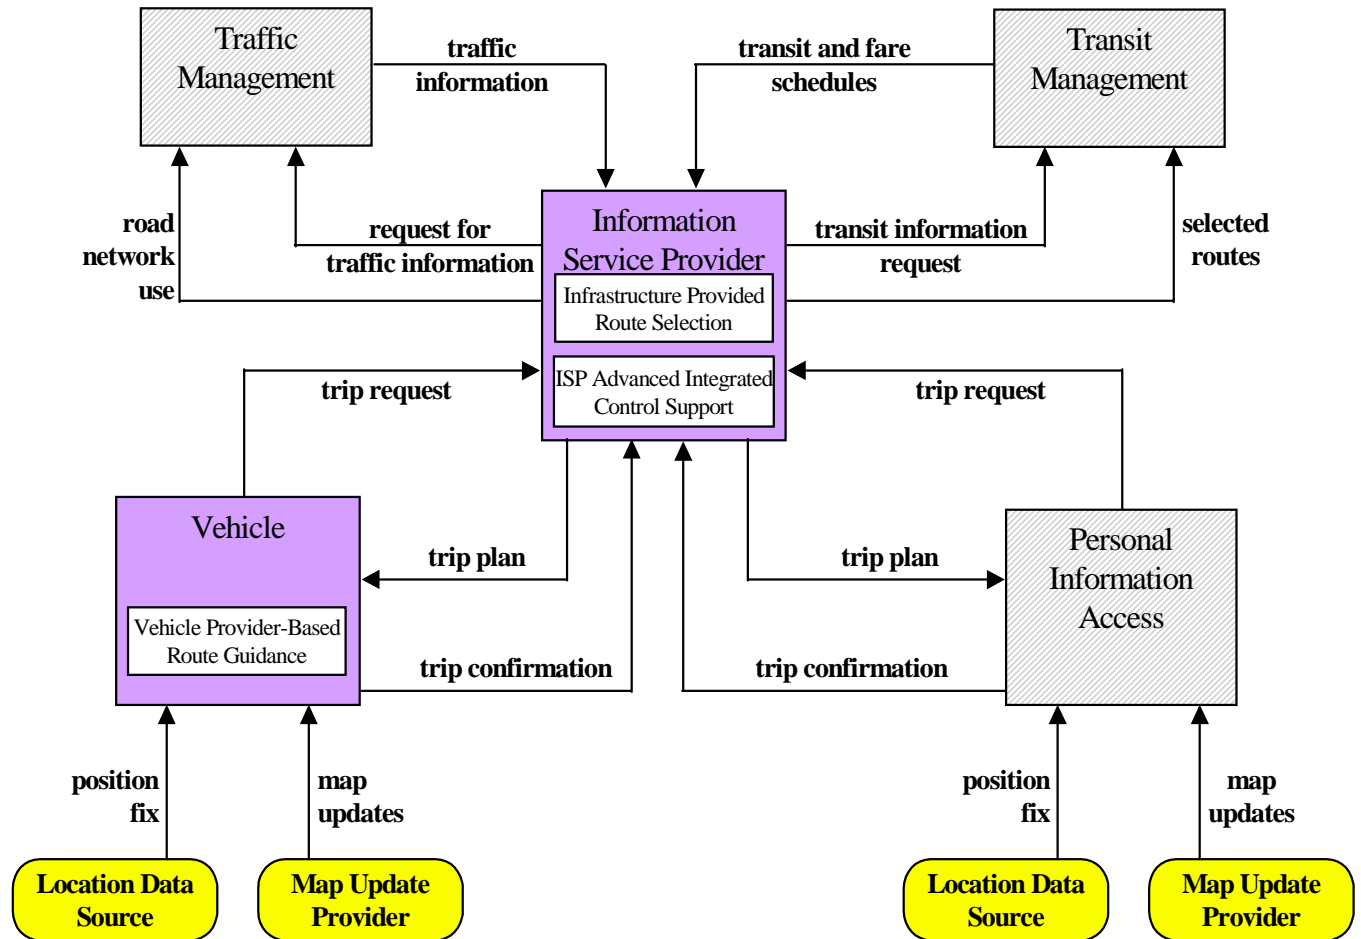 Traffic
Management
traffic
information
transit and fare
schedules
Transit
Management
road
network
use
request for
traffic information
Information
Service Provider
Infrastructure Provided
Route Selection
ISP Advanced Integrated
Control Support
transit information
request
selected
routes
trip request
trip request
Vehicle
Vehicle Provider-Based
Route Guidance
trip plan
trip plan
Personal
Information
Access
trip confirmation
trip confirmation
position
fix
map
updates
position
fix
map
updates
Location Data
Source
Map Update
Provider
Location Data
Source
Map Update
Provider